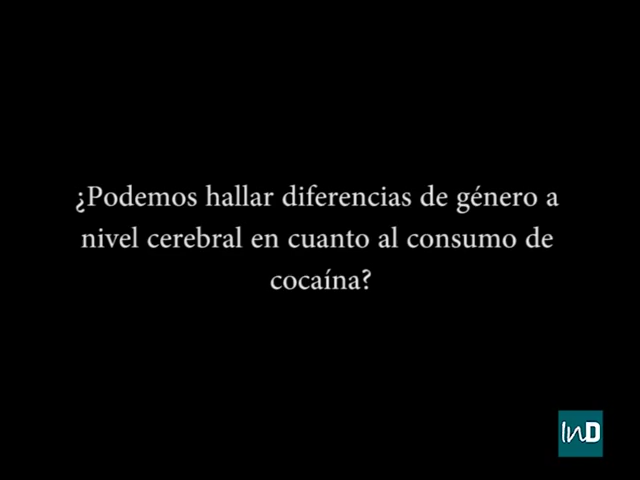 ¿Podemos hallar diferencias de género a
nivel cerebral en cuanto al consumo de
cocaína?
InD